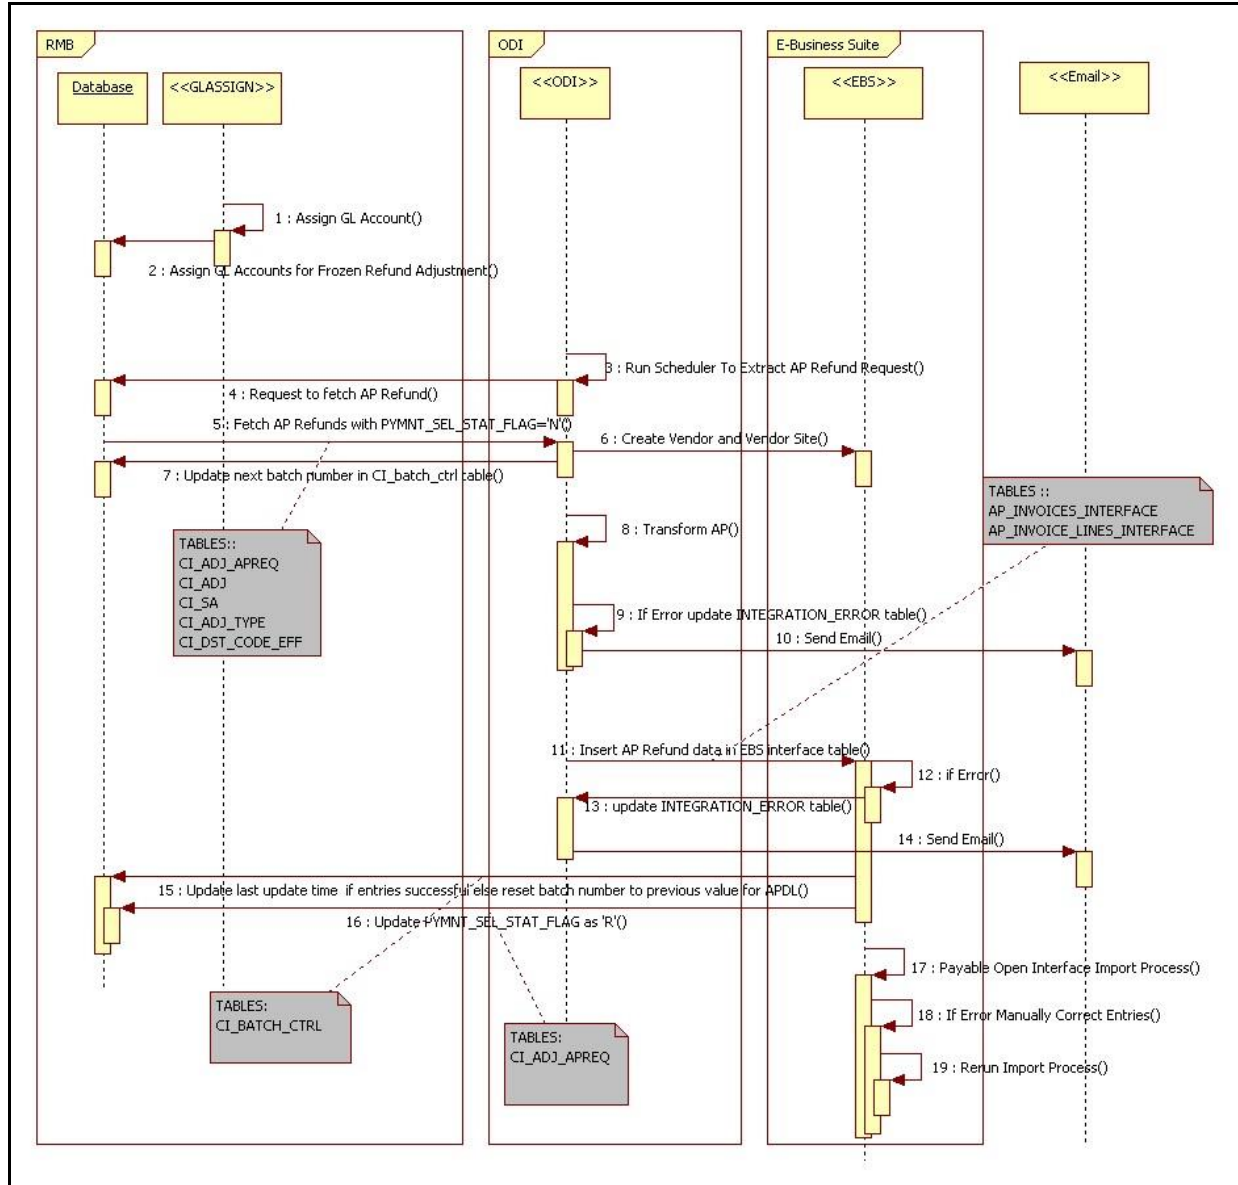 RMB
ODI
E-Business Suite
Database
<<GLASSIGN>>
<<ODI>>
<<EBS>>
<<Email>>
1 : Assign GL Account()
2 : Assign GL Accounts for Frozen Refund Adjustment()
3 : Run Scheduler To Extract AP Refund Request()
4 : Request to fetch AP Refund()
5 : Fetch AP Refunds with PYMNT_SEL_STAT_FLAG='N'()
6 : Create Vendor and Vendor Site()
7 : Update next batch number in CI_batch_ctrl table()
TABLES ::
AP_INVOICES_INTERFACE
AP_INVOICE_LINES_INTERFACE
8 : Transform AP()
TABLES::
CI_ADJ_APREQ
CI_ADJ
CI_SA
CI_ADJ_TYPE
CI_DST_CODE_EFF
9 : If Error update INTEGRATION_ERROR table()
10 : Send Email()
11 : Insert AP Refund data in EBS interface table()
12 : if Error()
13 : update INTEGRATION_ERROR table()
14 : Send Email()
15 : Update last update time  if entries successful else reset batch number to previous value for APDL()
16 : Update PYMNT_SEL_STAT_FLAG as 'R'()
17 : Payable Open Interface Import Process()
TABLES:
CI_BATCH_CTRL
18 : If Error Manually Correct Entries()
TABLES:
CI_ADJ_APREQ
19 : Rerun Import Process()